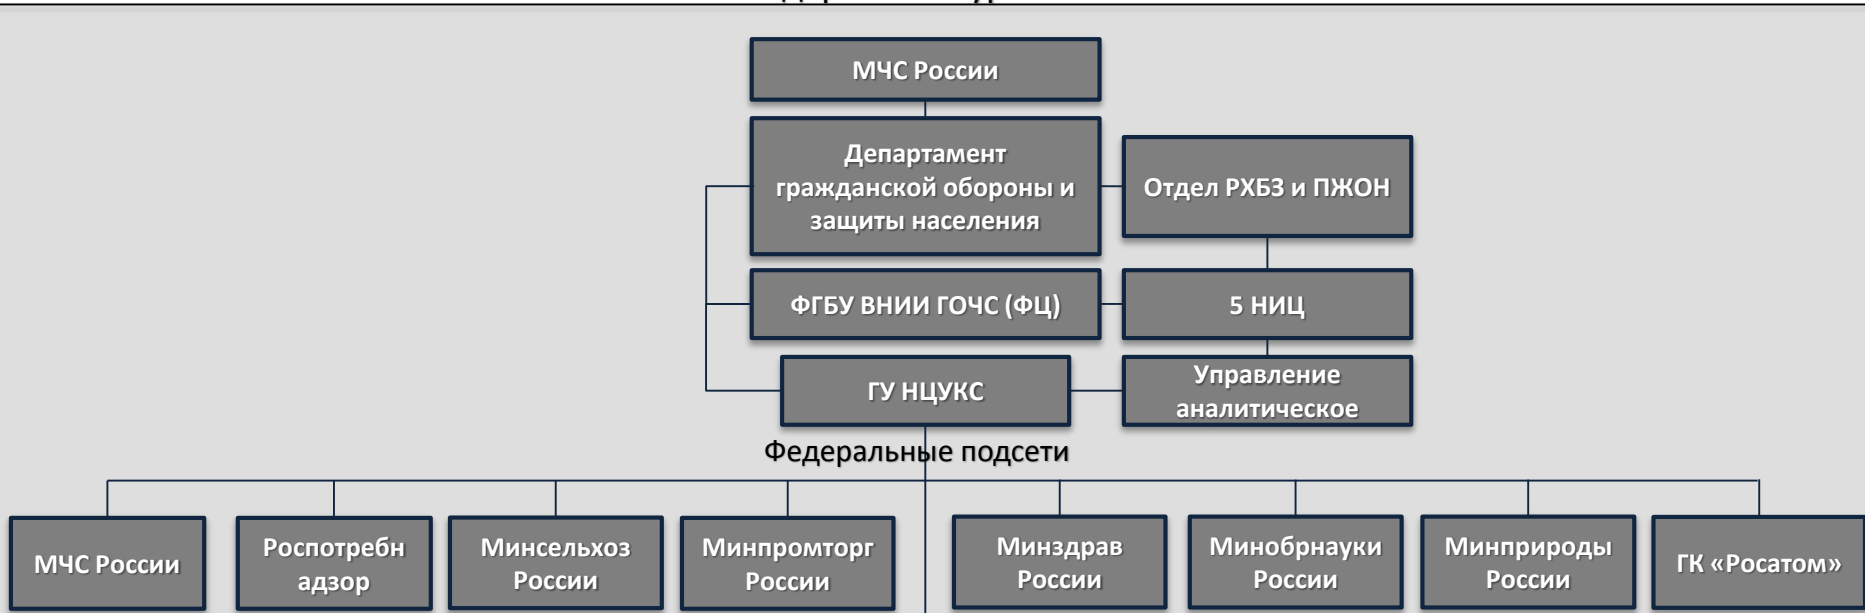 МЧС России
Департамент
гражданской обороны и
защиты населения
Отдел РХБЗ и ПЖОН
ФГБУ ВНИИ ГОЧС (ФЦ)
5 НИЦ
ГУ НЦУКС
Управление
аналитическое
Федеральные подсети
МЧС России
Роспотребн
адзор
Минсельхоз
России
Минпромторг
России
Минздрав
России
Минобрнауки
России
Минприроды
России
ГК «Росатом»